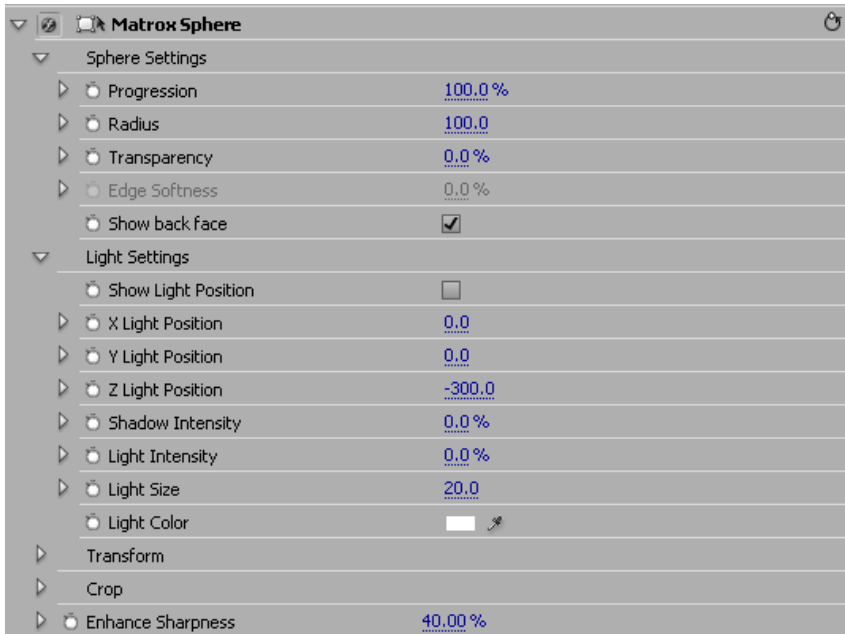 Matrox Sphere
Sphere Settings
Progression 100.0 %
Radius 100.0
Transparency 0.0 %
Edge Softness 0.0 %
Show back face
Light Settings
Show Light Position
X Light Position 0.0
Y Light Position 0.0
Z Light Position -300.0
Shadow Intensity 0.0 %
Light Intensity 0.0 %
Light Size 20.0
Light Color
Transform
Crop
Enhance Sharpness 40.00 %